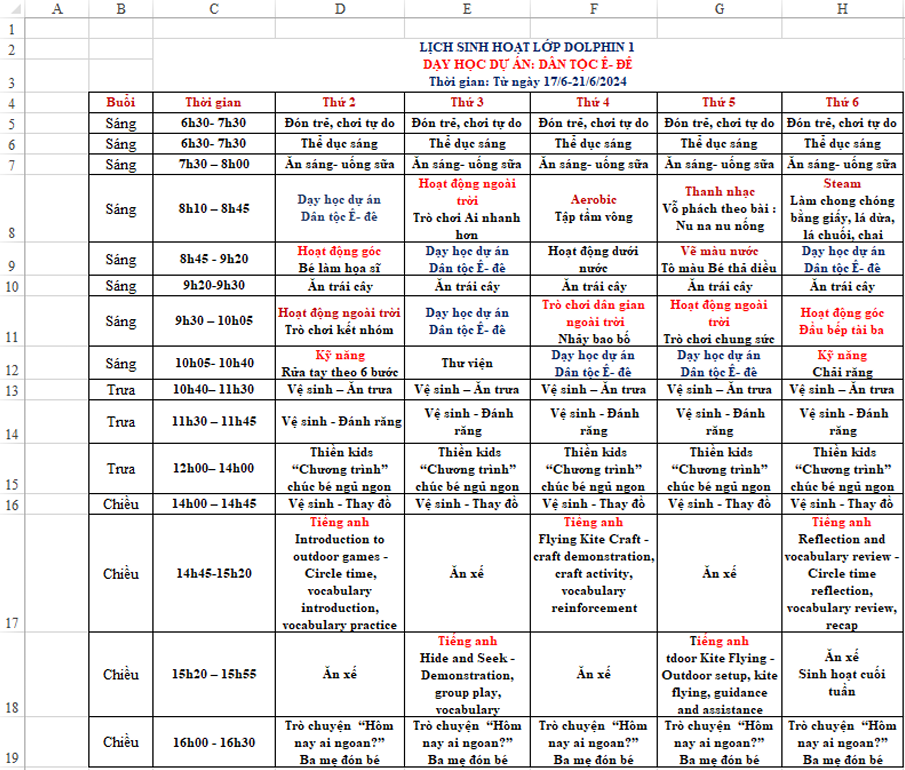 A B C D E F G H
1
2 LỊCH SINH HOẠT LỚP DOLPHIN 1
DẠY HỌC DỰ ÁN: DÂN TỘC Ê- ĐÊ
3 Thời gian: Từ ngày 17/6-21/6/2024
4 Buổi Thời gian Thứ 2 Thứ 3 Thứ 4 Thứ 5 Thứ 6
5 Sáng 6h30- 7h30 Đón trẻ, chơi tự do Đón trẻ, chơi tự do Đón trẻ, chơi tự do Đón trẻ, chơi tự do Đón trẻ, chơi tự do
6 Sáng 6h30- 7h30 Thể dục sáng Thể dục sáng Thể dục sáng Thể dục sáng Thể dục sáng
7 Sáng 7h30 – 8h00 Ăn sáng- uống sữa Ăn sáng- uống sữa Ăn sáng- uống sữa Ăn sáng- uống sữa Ăn sáng- uống sữa
8 Sáng 8h10 – 8h45
Dạy học dự án
Dân tộc Ê- đê
Hoạt động ngoài
trời
Trò chơi Ai nhanh
hơn
Aerobic
Tập tầm vông
Thanh nhạc
Vỗ phách theo bài :
Nu na nu nống
Steam
Làm chong chóng
bằng giấy, lá dừa,
lá chuối, chai
9 Sáng 8h45 - 9h20
Hoạt động góc
Bé làm họa sĩ
Dạy học dự án
Dân tộc Ê- đê
Hoạt động dưới
nước
Vẽ màu nước
Tô màu Bé thả diều
Dạy học dự án
Dân tộc Ê- đê
10 Sáng 9h20-9h30 Ăn trái cây Ăn trái cây Ăn trái cây Ăn trái cây Ăn trái cây
11 Sáng 9h30 – 10h05
Hoạt động ngoài trời
Trò chơi kết nhóm
Dạy học dự án
Dân tộc Ê- đê
Trò chơi dân gian
ngoài trời
Nhảy bao bố
Hoạt động ngoài
trời
Trò chơi chung sức
Hoạt động góc
Đầu bếp tài ba
12 Sáng 10h05- 10h40
Kỹ năng
Rửa tay theo 6 bước
Thư viện
Dạy học dự án
Dân tộc Ê- đê
Dạy học dự án
Dân tộc Ê- đê
Kỹ năng
Chải răng
13 Trưa 10h40– 11h30 Vệ sinh – Ăn trưa Vệ sinh – Ăn trưa Vệ sinh – Ăn trưa Vệ sinh – Ăn trưa Vệ sinh – Ăn trưa
14 Trưa 11h30 – 11h45
Vệ sinh - Đánh răng
Vệ sinh - Đánh
răng
Vệ sinh - Đánh
răng
Vệ sinh - Đánh
răng
Vệ sinh - Đánh
răng
15 Trưa 12h00– 14h00
Thiền kids
“Chương trình”
chúc bé ngủ ngon
Thiền kids
“Chương trình”
chúc bé ngủ ngon
Thiền kids
“Chương trình”
chúc bé ngủ ngon
Thiền kids
“Chương trình”
chúc bé ngủ ngon
Thiền kids
“Chương trình”
chúc bé ngủ ngon
16 Chiều 14h00 – 14h45 Vệ sinh - Thay đồ Vệ sinh - Thay đồ Vệ sinh - Thay đồ Vệ sinh - Thay đồ Vệ sinh - Thay đồ
17 Chiều 14h45-15h20
Tiếng anh
Introduction to
outdoor games -
Circle time,
vocabulary
introduction,
vocabulary practice
Ăn xế
Tiếng anh
Flying Kite Craft -
craft demonstration,
craft activity,
vocabulary
reinforcement
Ăn xế
Tiếng anh
Reflection and
vocabulary review -
Circle time
reflection,
vocabulary review,
recap
18 Chiều 15h20 – 15h55
Ăn xế
Tiếng anh
Hide and Seek -
Demonstration,
group play,
vocabulary
Ăn xế
Tiếng anh
tdoor Kite Flying -
Outdoor setup, kite
flying, guidance
and assistance
Ăn xế
Sinh hoạt cuối
tuần
19 Chiều 16h00 - 16h30
Trò chuyện “Hôm
nay ai ngoan?”
Ba mẹ đón bé
Trò chuyện “Hôm
nay ai ngoan?”
Ba mẹ đón bé
Trò chuyện “Hôm
nay ai ngoan?”
Ba mẹ đón bé
Trò chuyện “Hôm
nay ai ngoan?”
Ba mẹ đón bé
Trò chuyện “Hôm
nay ai ngoan?”
Ba mẹ đón bé